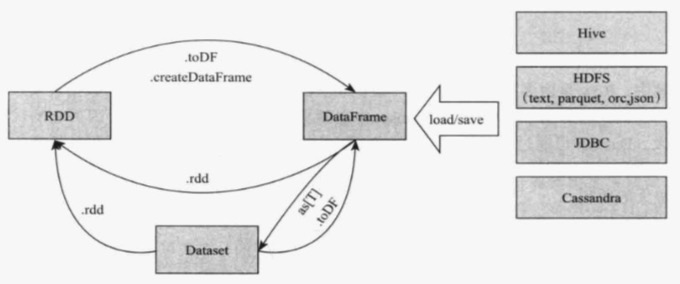 .toDF
.createDataFrame
RDD
DataFrame
load/save
.rdd
.rdd
as[T]
.toDF
Dataset
Hive
HDFS
(text, parquet, orc,json)
JDBC
Cassandra